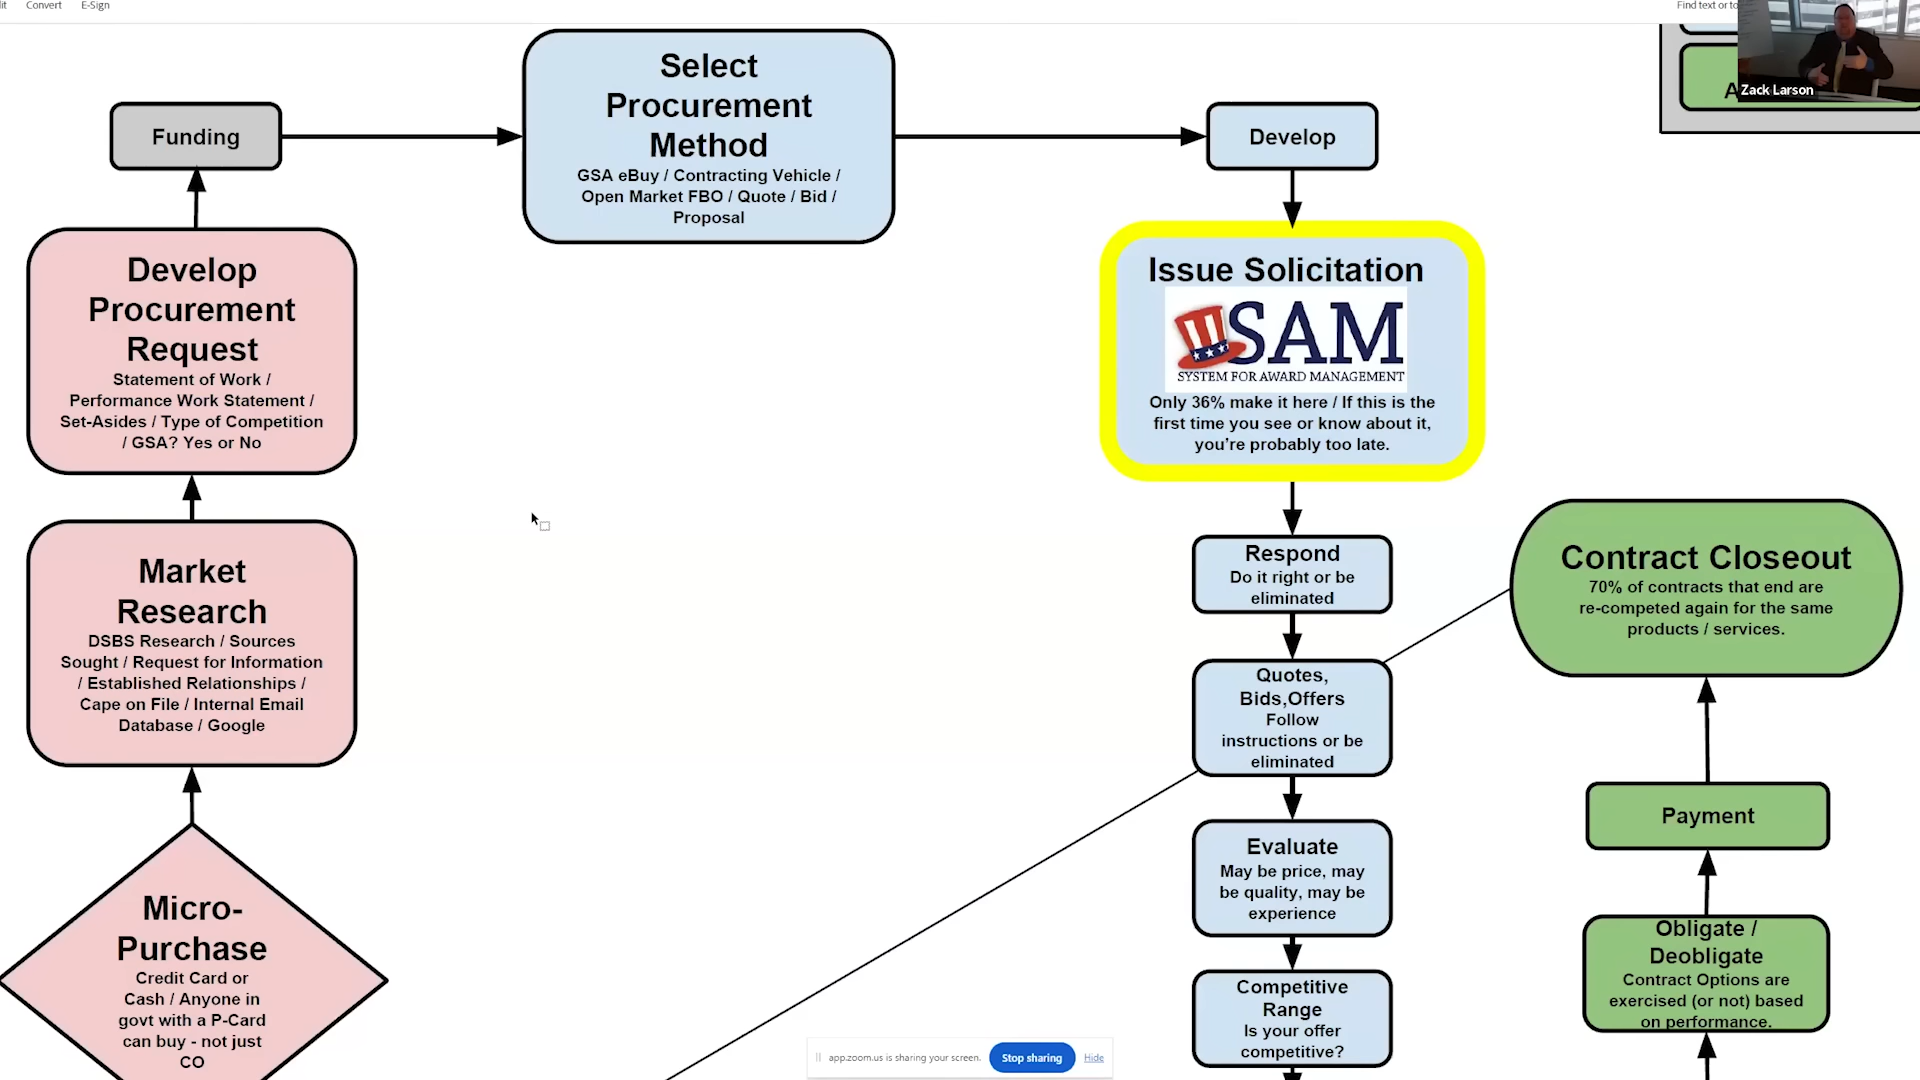 Convert
E-Sign
Find text or to
Zack Larson
Funding
Select
Procurement
Method
GSA eBuy / Contracting Vehicle /
Open Market FBO / Quote / Bid /
Proposal
Develop
Develop
Procurement
Request
Statement of Work /
Performance Work Statement /
Set-Asides / Type of Competition
/ GSA? Yes or No
Issue Solicitation
SAM
SYSTEM FOR AWARD MANAGEMENT
Only 36% make it here / If this is the
first time you see or know about it,
you're probably too late.
Market
Research
DSBS Research / Sources
Sought / Request for Information
/ Established Relationships /
Cape on File / Internal Email
Database / Google
Respond
Do it right or be
eliminated
Contract Closeout
70% of contracts that end are
re-competed again for the same
products / services.
Quotes,
Bids,Offers
Follow
instructions or be
eliminated
Payment
Evaluate
May be price, may
be quality, may be
experience
Micro-
Purchase
Credit Card or
Cash / Anyone in
govt with a P-Card
can buy - not just
CO
Obligate /
Deobligate
Contract Options are
exercised (or not) based
on performance.
Competitive
Range
Is your offer
competitive?
app.zoom.us is sharing your screen.
Stop sharing
Hide